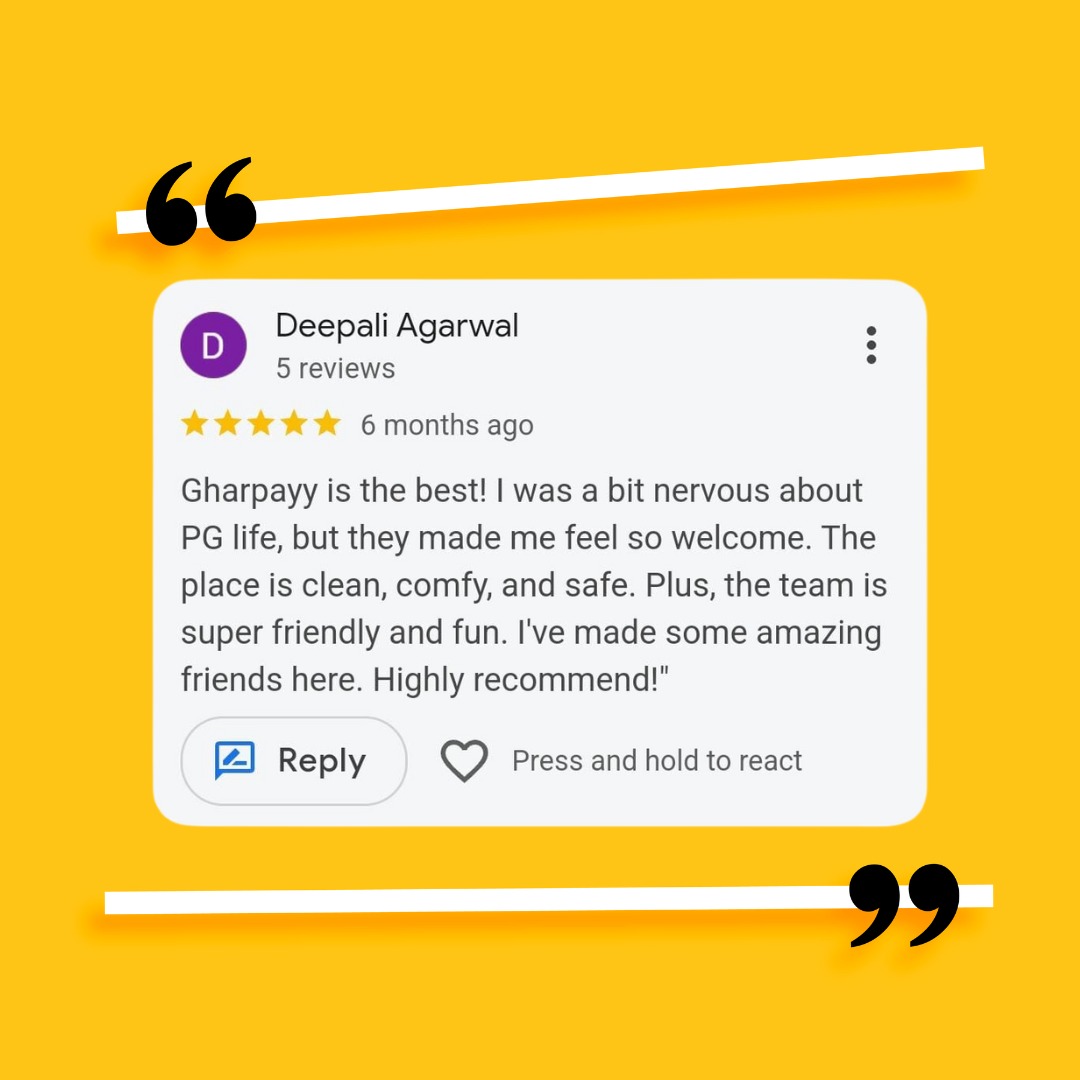 “
D
Deepali Agarwal
5 reviews
6 months ago
Gharpayy is the best! I was a bit nervous about
PG life, but they made me feel so welcome. The
place is clean, comfy, and safe. Plus, the team is
super friendly and fun. I've made some amazing
friends here. Highly recommend!"
Reply
Press and hold to react
”